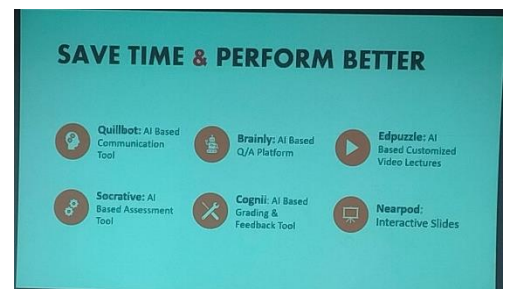 SAVE TIME & PERFORM BETTER
Quillbot: AI Based
Communication
Tool
Brainly: AI Based
Q/A Platform
Edpuzzle: AI
Based Customized
Video Lectures
Socrative: AI
Based Assessment
Tool
Cognii: AI Based
Grading &
Feedback Tool
Nearpod:
Interactive Slides